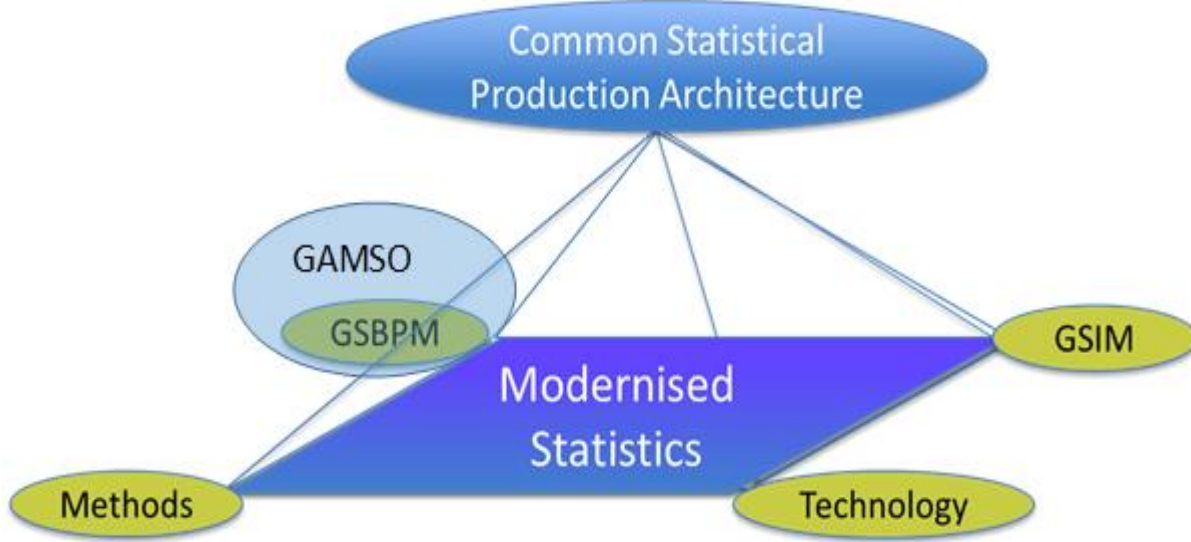 Common Statistical
Production Architecture
GAMSO
GSBPM
GSIM
Modernised
Statistics
Methods
Technology